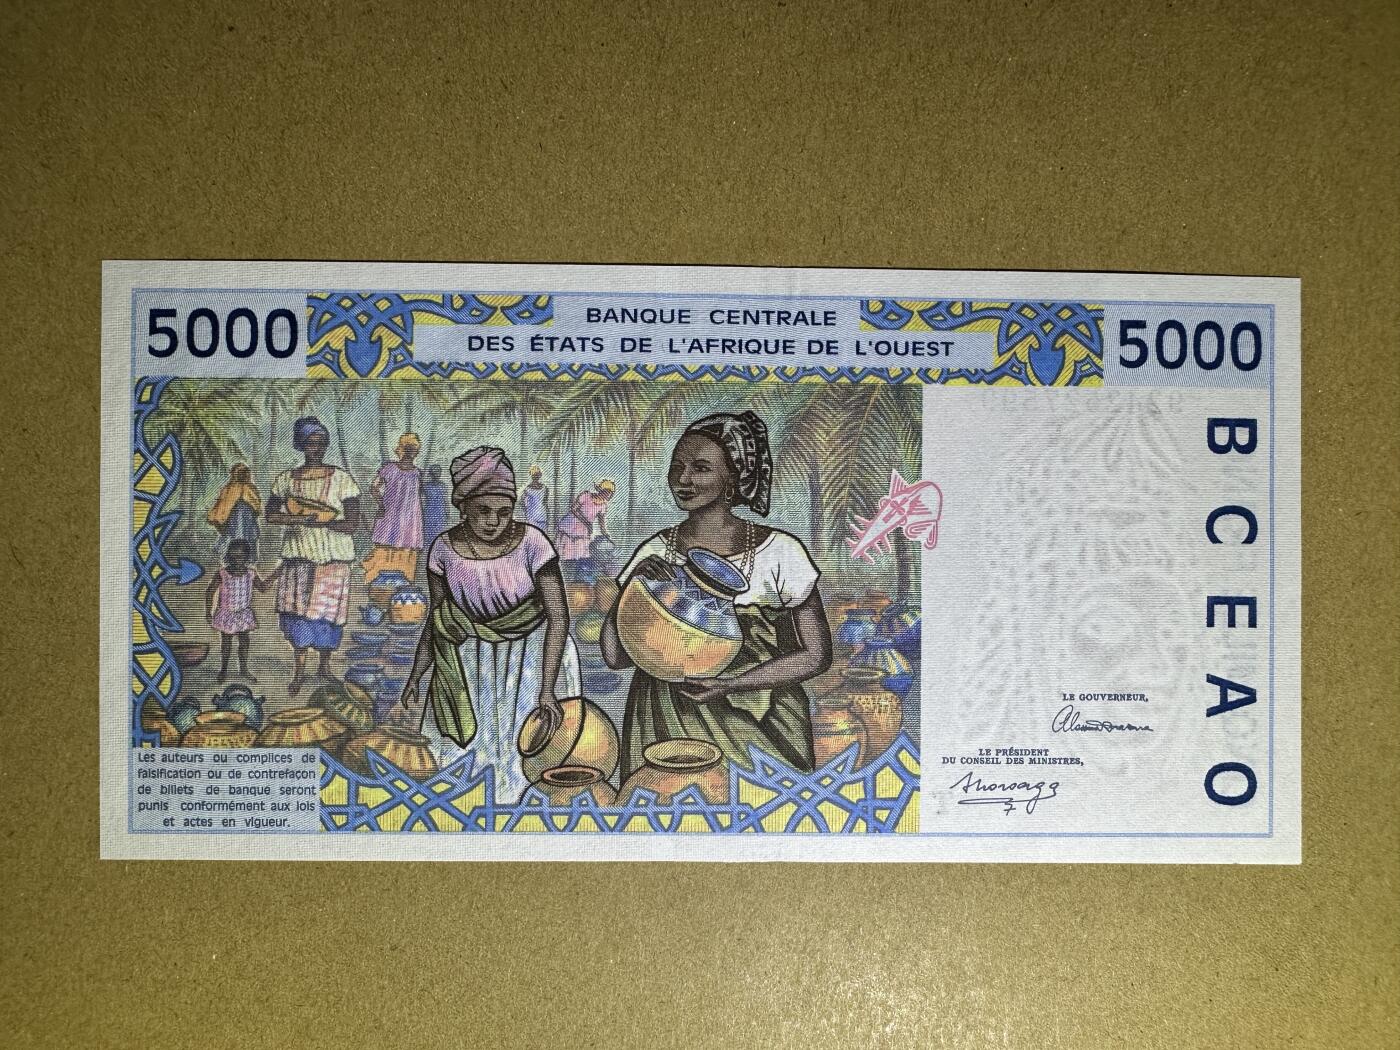 5000
BANQUE CENTRALE
DES ÉTATS DE L'AFRIQUE DE L'OUEST
5000
BCEAO
LE GOUVERNEUR,
LE PRÉSIDENT
DU CONSEIL DES MINISTRES,
Les auteurs ou complices de
falsification ou de contrefaçon
de billets de banque seront
punis conformément aux lois
et actes en vigueur.